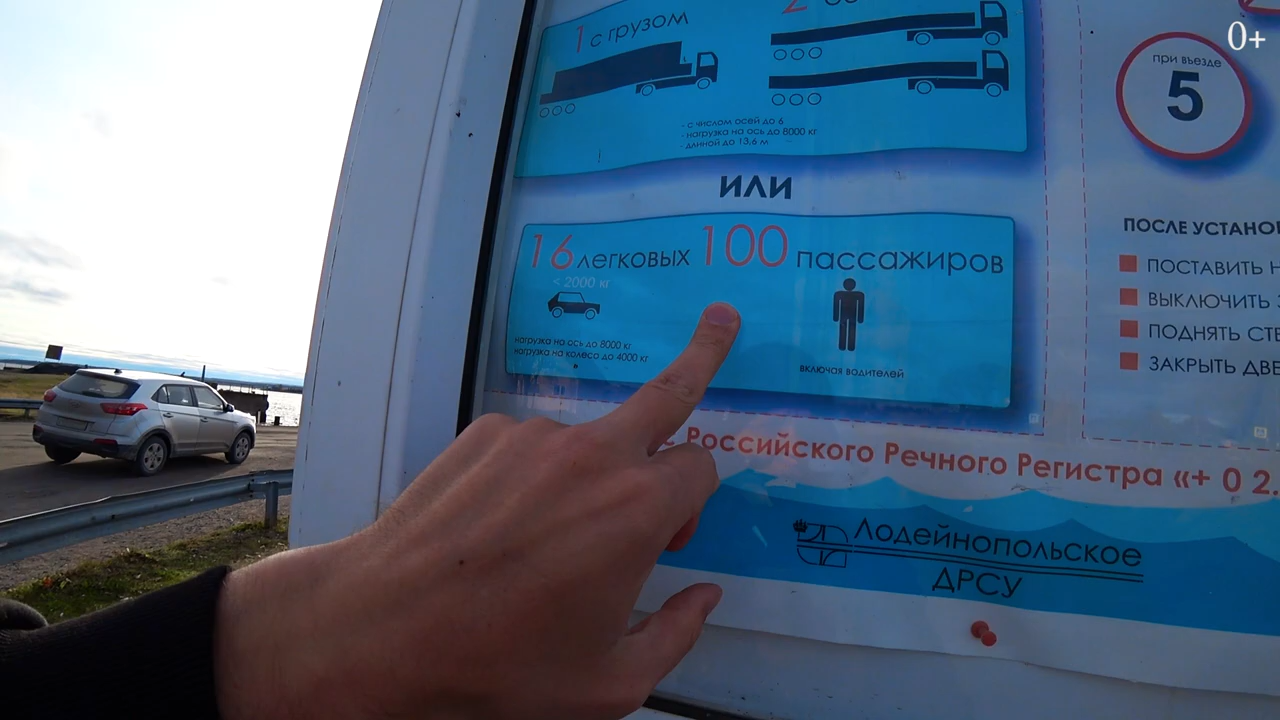 0+
1 с грузом
2
- с числом осей до 6
- нагрузка на ось до 8000 кг
- длиной до 13,6 м
ИЛИ
16 легковых 100 пассажиров
< 2000 кг
нагрузка на ось до 8000 кг
нагрузка на колесо до 4000 кг
включая водителей
при въезде
5
ПОСЛЕ УСТАНО
ПОСТАВИТЬ Н
ВЫКЛЮЧИТЬ
ПОДНЯТЬ СТЕ
ЗАКРЫТЬ ДВЕ
с Российского Речного Регистра «+ О 2.
Лодейнопольское
ДРСУ